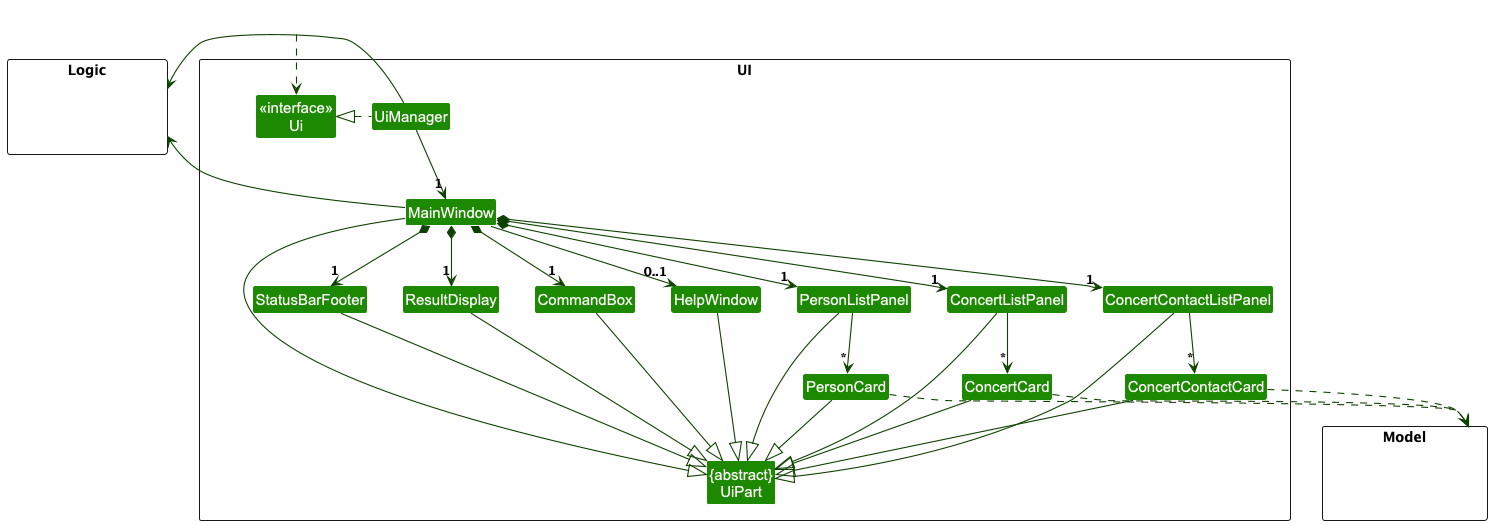 Logic
UI
«interface»
Ui
UiManager
1
MainWindow
1
1
1
0..1
1
1
1
StatusBarFooter
ResultDisplay
CommandBox
HelpWindow
PersonListPanel
ConcertListPanel
ConcertContactListPanel
*
*
*
PersonCard
ConcertCard
ConcertContactCard
Model
{abstract}
UiPart